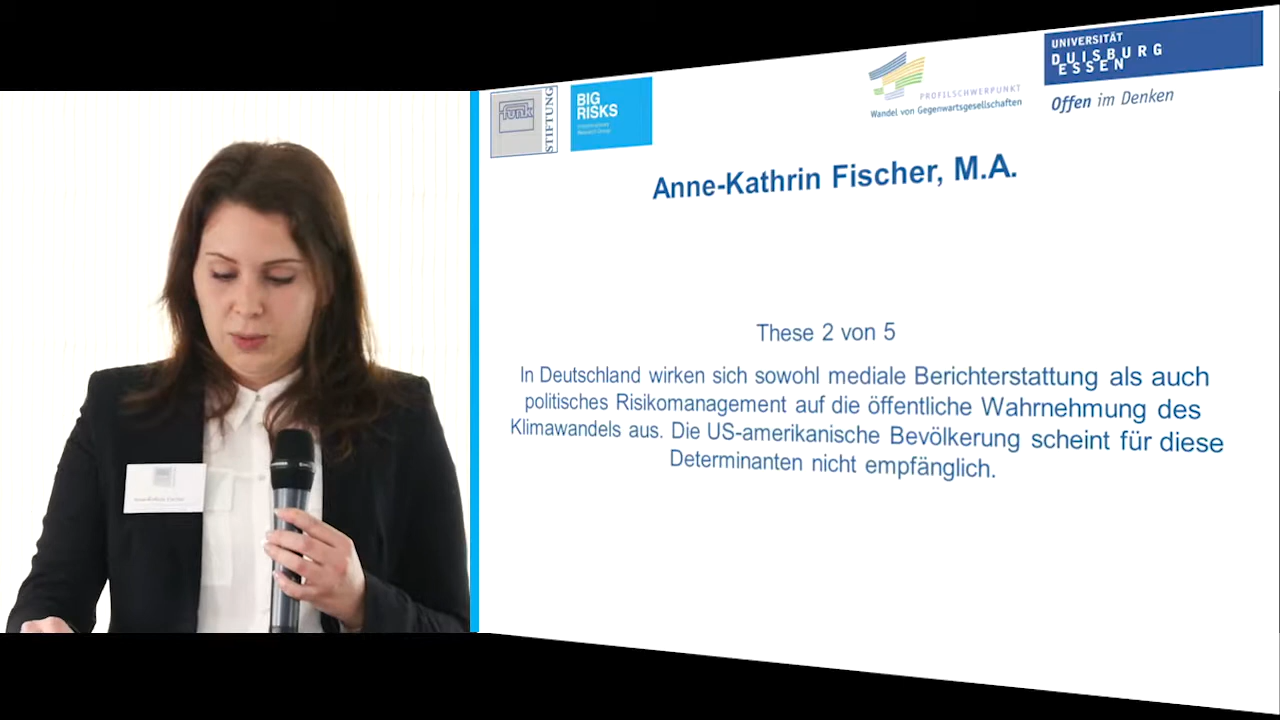 funk
STIFTUNG
BIG
RISKS
PROFILSCHWERPUNKT
Wandel von Gegenwartsgesellschaften
UNIVERSITÄT
DUISBURG
ESSEN
Offen im Denken
Anne-Kathrin Fischer, M.A.
These 2 von 5
In Deutschland wirken sich sowohl mediale Berichterstattung als auch
politisches Risikomanagement auf die öffentliche Wahrnehmung des
Klimawandels aus. Die US-amerikanische Bevölkerung scheint für diese
Determinanten nicht empfänglich.